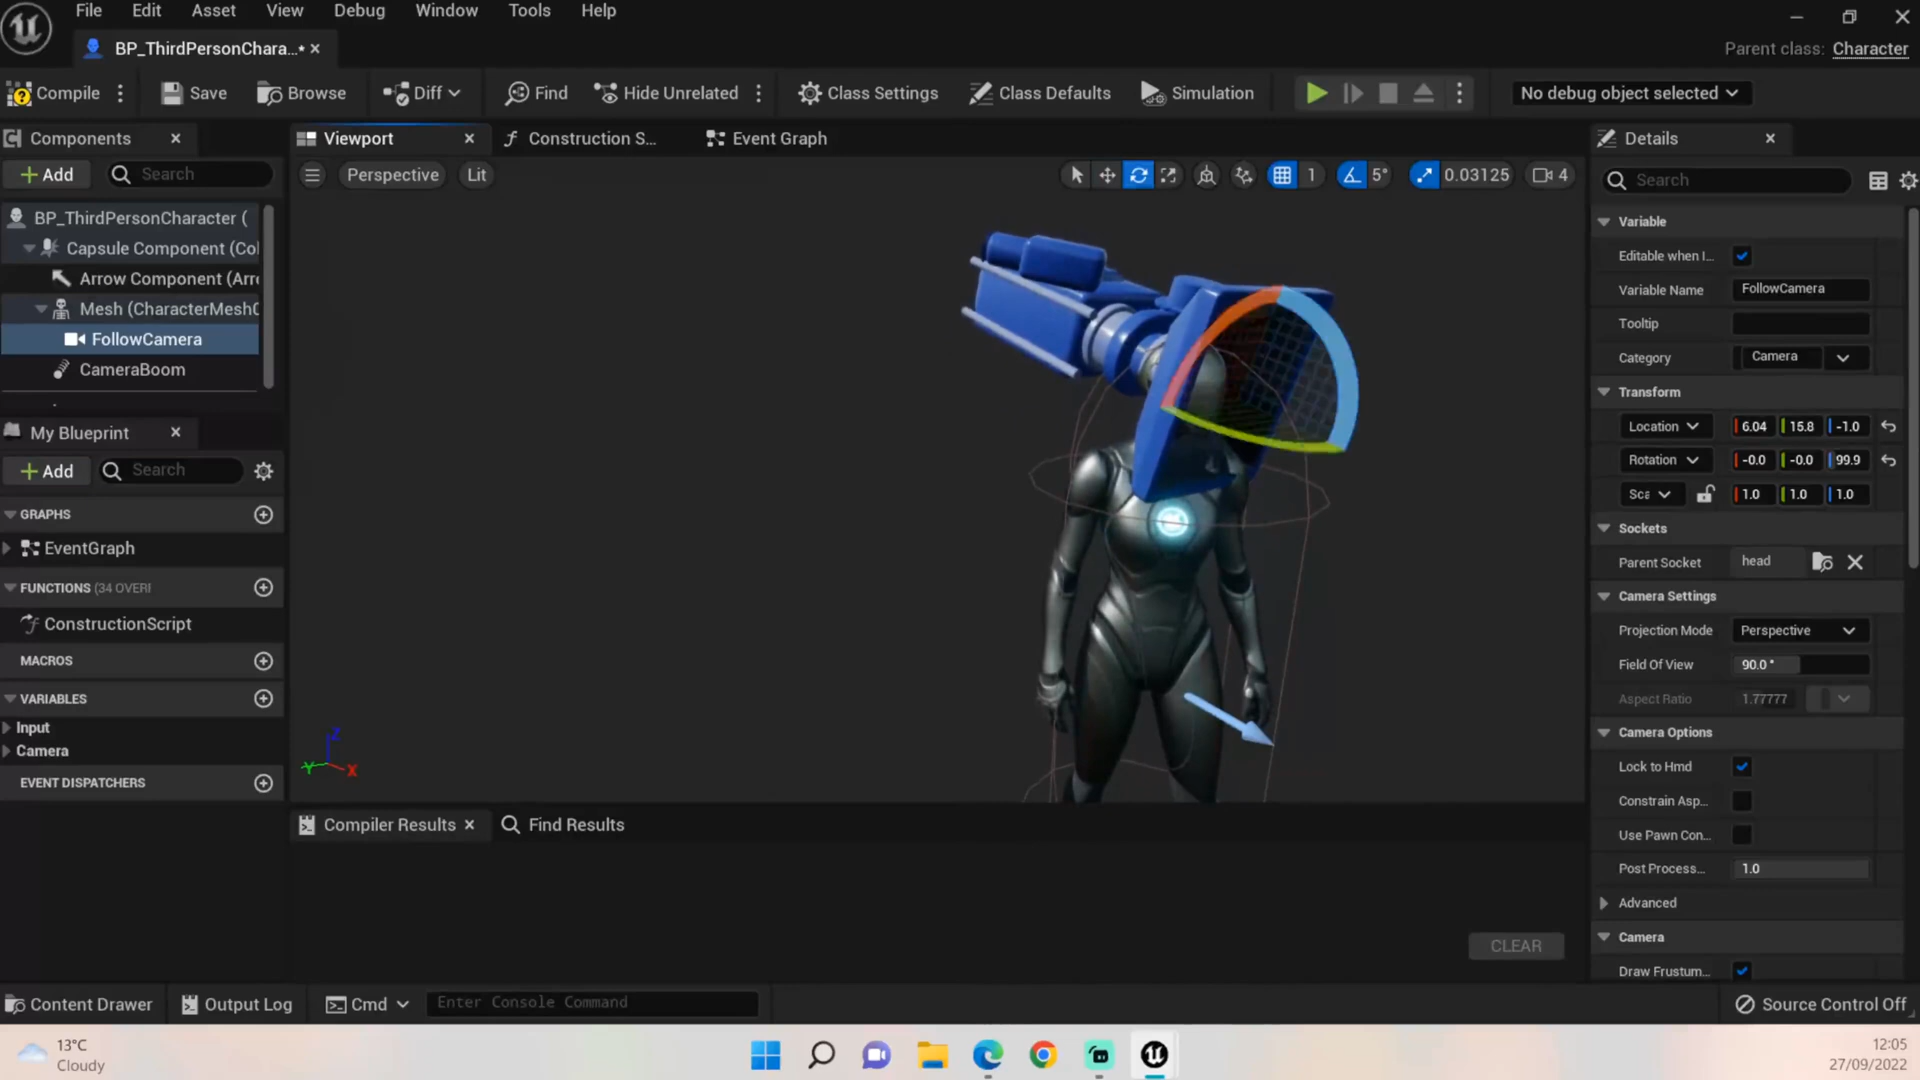 File Edit Asset View Debug Window Tools Help
BP_ThirdPersonChara...*
Parent class: Character
Compile Save Browse Diff Find Hide Unrelated Class Settings Class Defaults Simulation No debug object selected
Components
Viewport
Construction S...
Event Graph
Details
Add
Search
Perspective
Lit
1
5°
0.03125
4
Search
BP_ThirdPersonCharacter (
Capsule Component (Col
Arrow Component (Arr
Mesh (CharacterMesh
FollowCamera
CameraBoom
My Blueprint
Add
Search
GRAPHS
EventGraph
FUNCTIONS (34 OVERI
ConstructionScript
MACROS
VARIABLES
Input
Camera
EVENT DISPATCHERS
Z
Y
X
Variable
Editable when I...
Variable Name FollowCamera
Tooltip
Category Camera
Transform
Location 6.04 15.8 -1.0
Rotation -0.0 -0.0 99.9
Sca 1.0 1.0 1.0
Sockets
Parent Socket head
Camera Settings
Projection Mode Perspective
Field Of View 90.0 °
Aspect Ratio 1.77777
Camera Options
Lock to Hmd
Constrain Asp...
Use Pawn Con...
Post Process... 1.0
Advanced
Camera
Draw Frustum...
Compiler Results
Find Results
CLEAR
Content Drawer
Output Log
Cmd
Enter Console Command
Source Control Off
13°C
Cloudy
12:05
27/09/2022